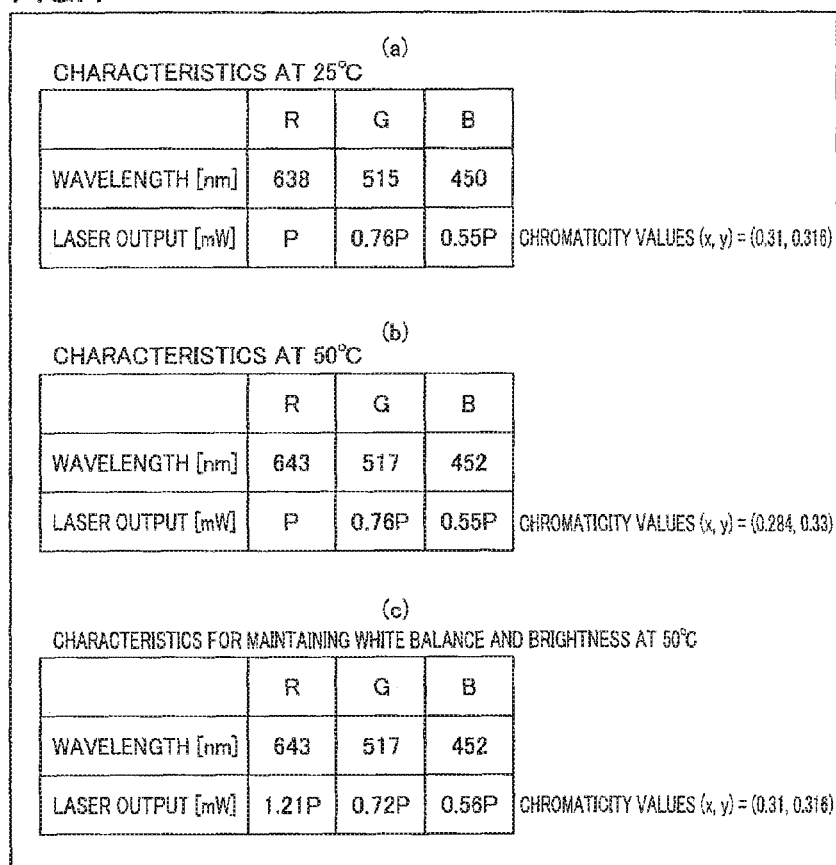 (a)
CHARACTERISTICS AT 25°C
R G B
WAVELENGTH [nm] 638 515 450
LASER OUTPUT [mW] P 0.76P 0.55P CHROMATICITY VALUES (x, y) = (0.31, 0.316)
(b)
CHARACTERISTICS AT 50°C
R G B
WAVELENGTH [nm] 643 517 452
LASER OUTPUT [mW] P 0.76P 0.55P CHROMATICITY VALUES (x, y) = (0.284, 0.33)
(c)
CHARACTERISTICS FOR MAINTAINING WHITE BALANCE AND BRIGHTNESS AT 50°C
R G B
WAVELENGTH [nm] 643 517 452
LASER OUTPUT [mW] 1.21P 0.72P 0.56P CHROMATICITY VALUES (x, y) = (0.31, 0.316)